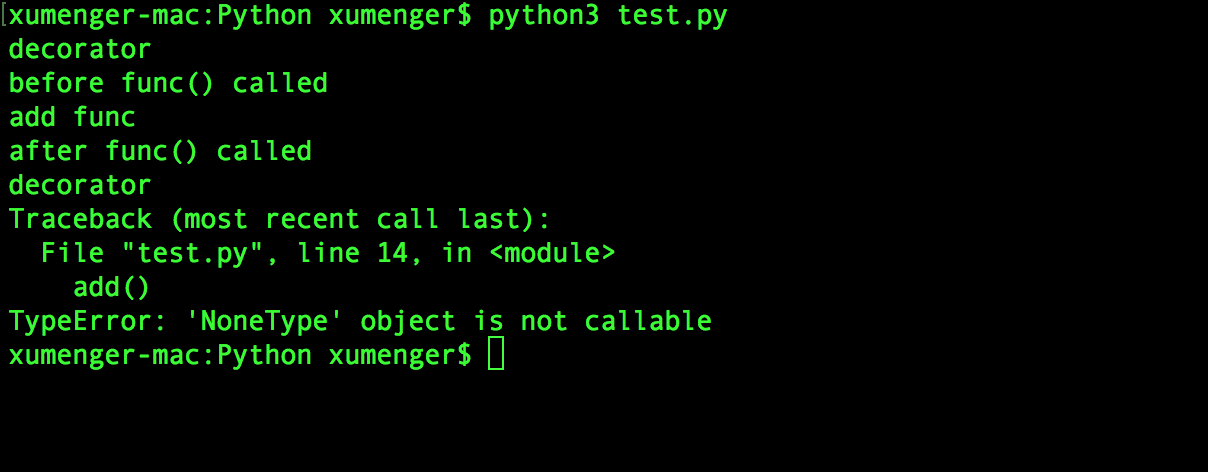 [xumenger-mac:Python xumenger$ python3 test.py
decorator
before func() called
add func
after func() called
decorator
Traceback (most recent call last):
  File "test.py", line 14, in <module>
    add()
TypeError: 'NoneType' object is not callable
xumenger-mac:Python xumenger$